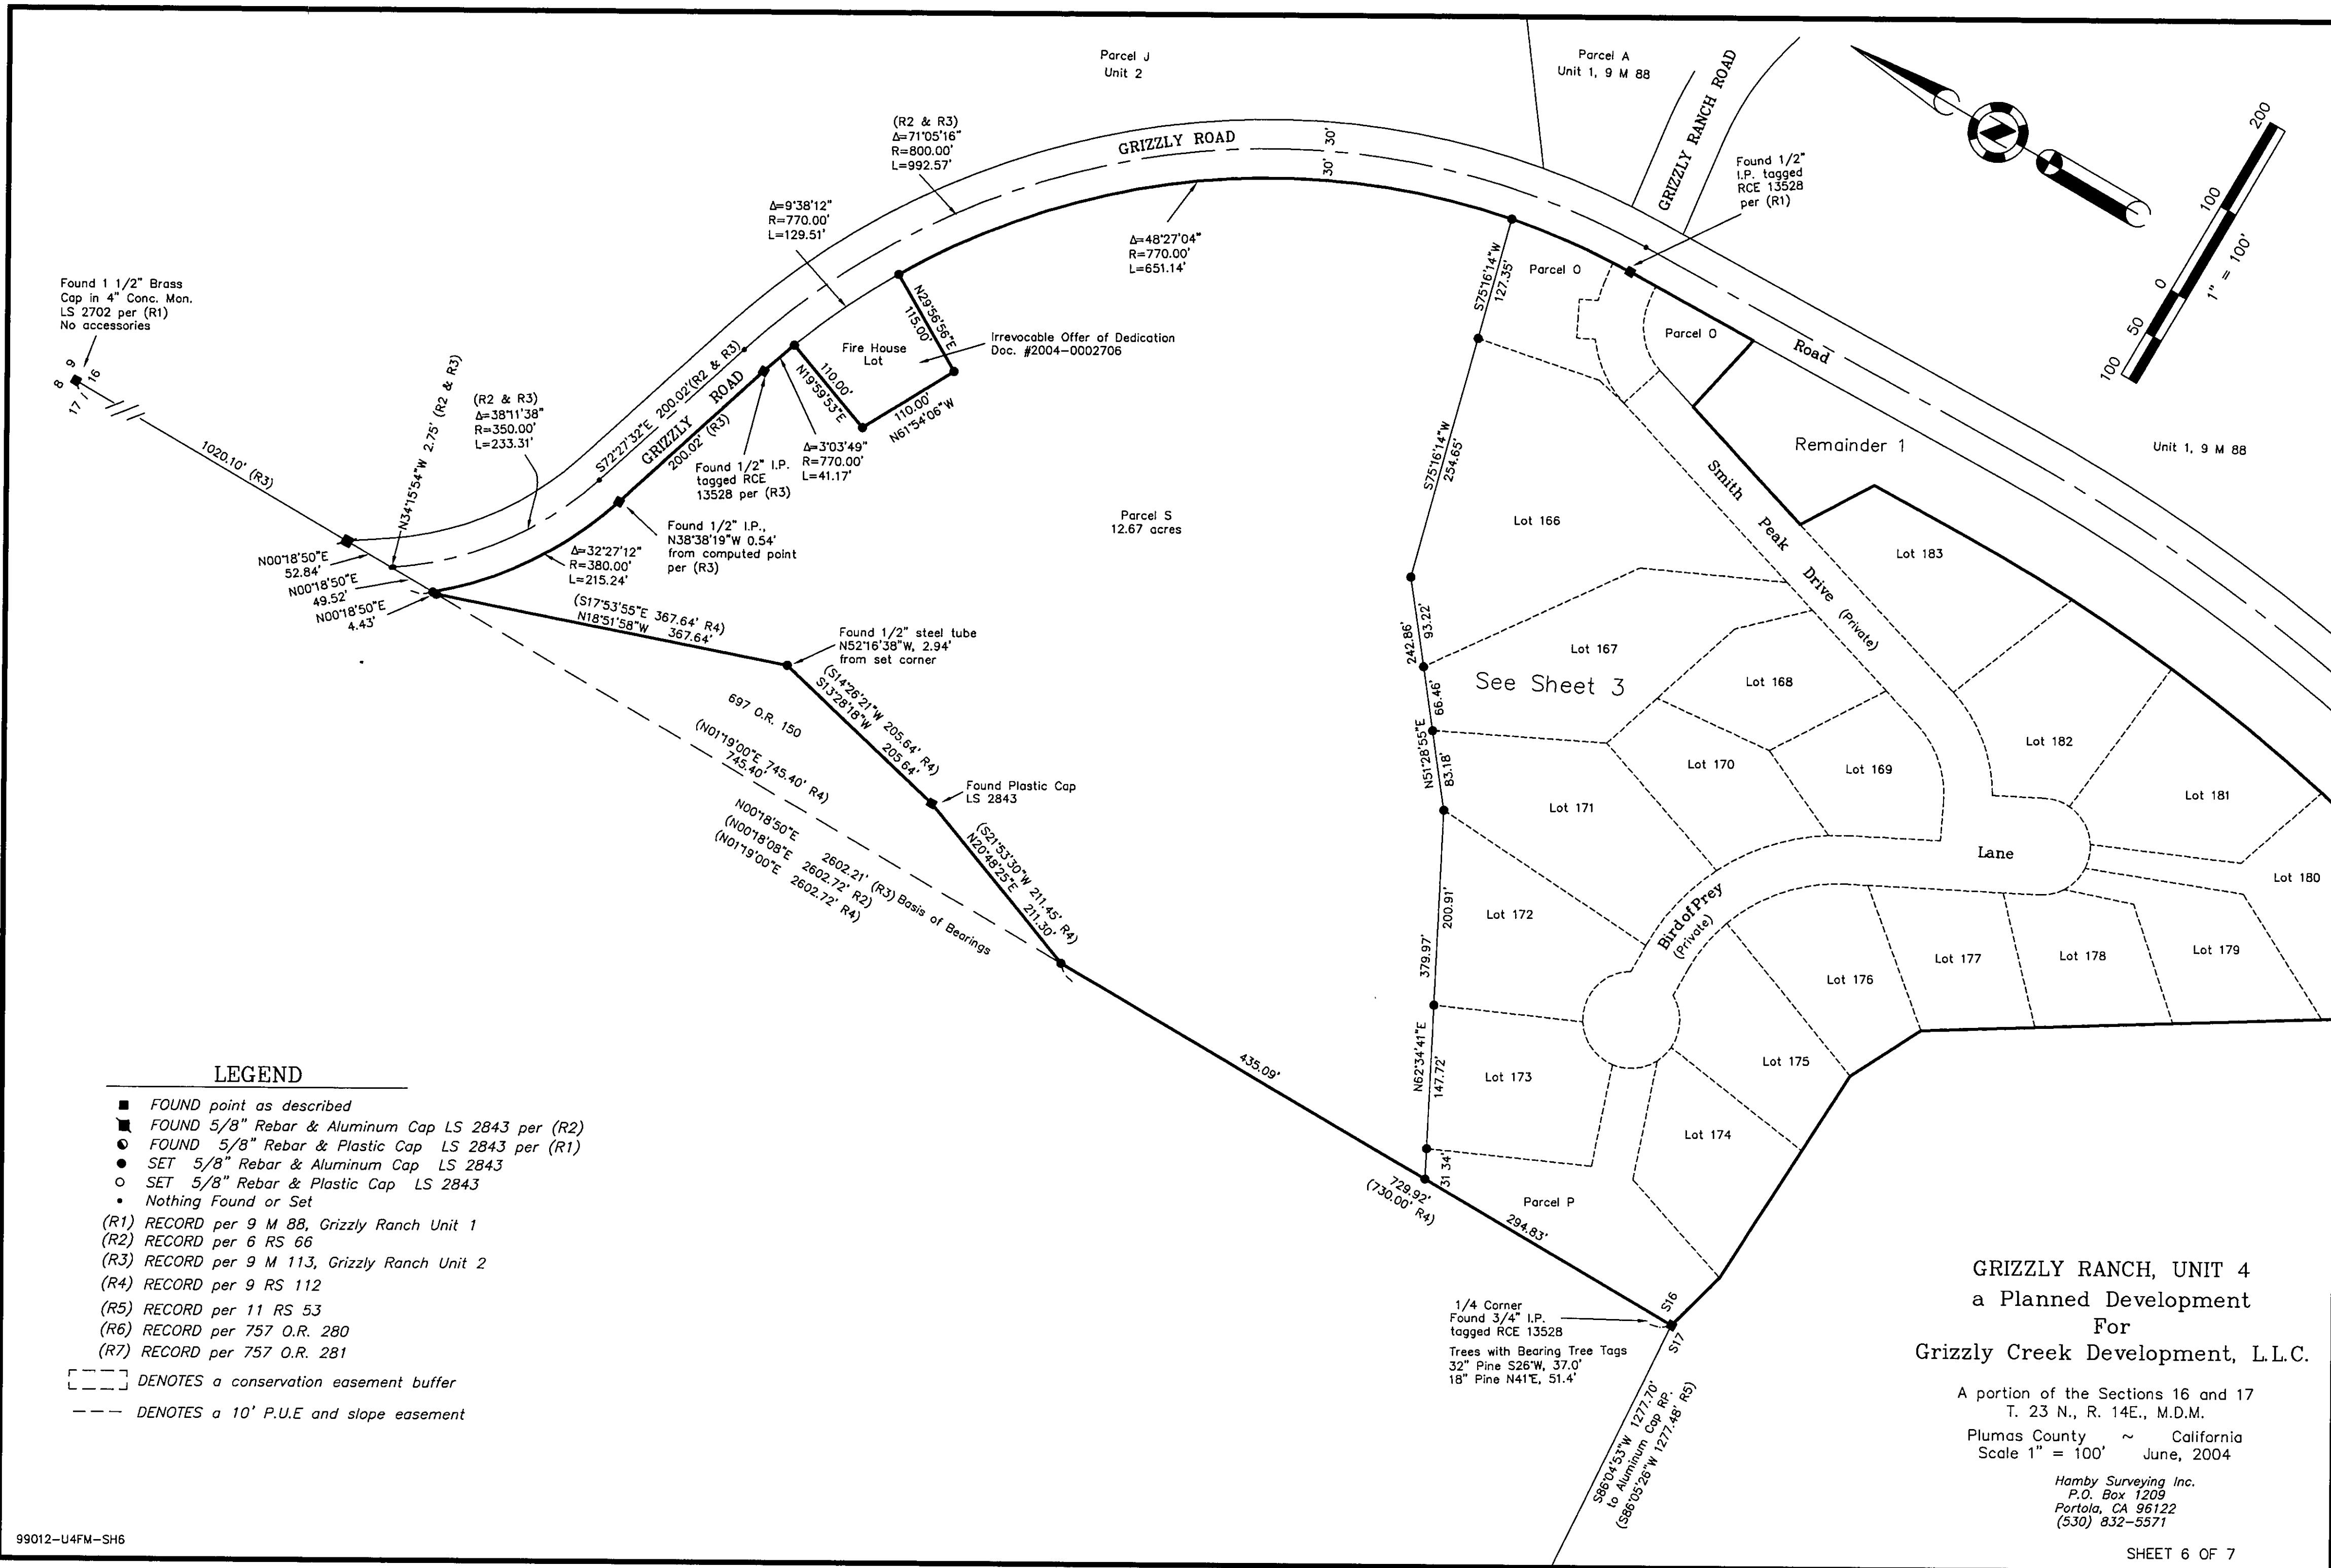 Parcel J
Unit 2
Parcel A
Unit 1, 9 M 88
GRIZZLY RANCH ROAD
200
100
0
50
100
1" = 100'
(R2 & R3)
Δ=71°05'16"
R=800.00'
L=992.57'
GRIZZLY ROAD
30' 30'
Found 1/2"
I.P. tagged
RCE 13528
per (R1)
Δ=9°38'12"
R=770.00'
L=129.51'
Δ=48°27'04"
R=770.00'
L=651.14'
S75°16'14"W
127.35'
Parcel O
Parcel O
Found 1 1/2" Brass
Cap in 4" Conc. Mon.
LS 2702 per (R1)
No accessories
8 9
17 16
1020.10' (R3)
N34°15'54"W 2.75' (R2 & R3)
(R2 & R3)
Δ=38°11'38"
R=350.00'
L=233.31'
S72°27'32"E 200.02'(R2 & R3)
GRIZZLY ROAD
200.02' (R3)
N29°56'56"E
115.00'
Fire House
Lot
Irrevocable Offer of Dedication
Doc. #2004-0002706
110.00'
N19°59'53"E
110.00'
N61°54'06"W
Δ=3°03'49"
R=770.00'
L=41.17'
Found 1/2" I.P.
tagged RCE
13528 per (R3)
Found 1/2" I.P.,
N38°38'19"W 0.54'
from computed point
per (R3)
Δ=32°27'12"
R=380.00'
L=215.24'
N00°18'50"E
52.84'
N00°18'50"E
49.52'
N00°18'50"E
4.43'
Parcel S
12.67 acres
S75°16'14"W
254.65'
Road
Remainder 1
Unit 1, 9 M 88
Smith Peak Drive (Private)
Lot 166
Lot 183
(S17°53'55"E 367.64' R4)
N18°51'58"W 367.64'
Found 1/2" steel tube
N52°16'38"W, 2.94'
from set corner
242.86'
93.22'
Lot 167
See Sheet 3
Lot 168
66.46'
N51°28'55"E
83.18'
Lot 170
Lot 169
Lot 182
Lot 181
Lot 171
697 O.R. 150
(S14°26'21"W 205.64' R4)
S13°28'18"W 205.64'
(N01°19'00"E 745.40' R4)
745.40'
Found Plastic Cap
LS 2843
N00°18'50"E 2602.21' (R3) Basis of Bearings
(N00°18'08"E 2602.72' R2)
(N01°19'00"E 2602.72' R4)
(S21°53'30"W 211.45' R4)
N20°48'25"E 211.30'
Lane
Lot 180
Bird of Prey
(Private)
Lot 172
200.91'
379.97'
Lot 176
Lot 177
Lot 178
Lot 179
N62°34'41"E
147.72'
Lot 173
Lot 175
Lot 174
435.09'
31.34'
729.92'
(730.00' R4)
Parcel P
294.83'
LEGEND
FOUND point as described
FOUND 5/8" Rebar & Aluminum Cap LS 2843 per (R2)
FOUND 5/8" Rebar & Plastic Cap LS 2843 per (R1)
SET 5/8" Rebar & Aluminum Cap LS 2843
SET 5/8" Rebar & Plastic Cap LS 2843
Nothing Found or Set
(R1) RECORD per 9 M 88, Grizzly Ranch Unit 1
(R2) RECORD per 6 RS 66
(R3) RECORD per 9 M 113, Grizzly Ranch Unit 2
(R4) RECORD per 9 RS 112
(R5) RECORD per 11 RS 53
(R6) RECORD per 757 O.R. 280
(R7) RECORD per 757 O.R. 281
DENOTES a conservation easement buffer
DENOTES a 10' P.U.E and slope easement
1/4 Corner
Found 3/4" I.P.
tagged RCE 13528
Trees with Bearing Tree Tags
32" Pine S26°W, 37.0'
18" Pine N41°E, 51.4'
S16
S17
S86°04'53"W 1277.70'
to Aluminum Cap RP.
(S86°05'26"W 1277.48' R5)
GRIZZLY RANCH, UNIT 4
a Planned Development
For
Grizzly Creek Development, L.L.C.
A portion of the Sections 16 and 17
T. 23 N., R. 14E., M.D.M.
Plumas County ~ California
Scale 1" = 100' June, 2004
Hamby Surveying Inc.
P.O. Box 1209
Portola, CA 96122
(530) 832-5571
SHEET 6 OF 7
99012-U4FM-SH6